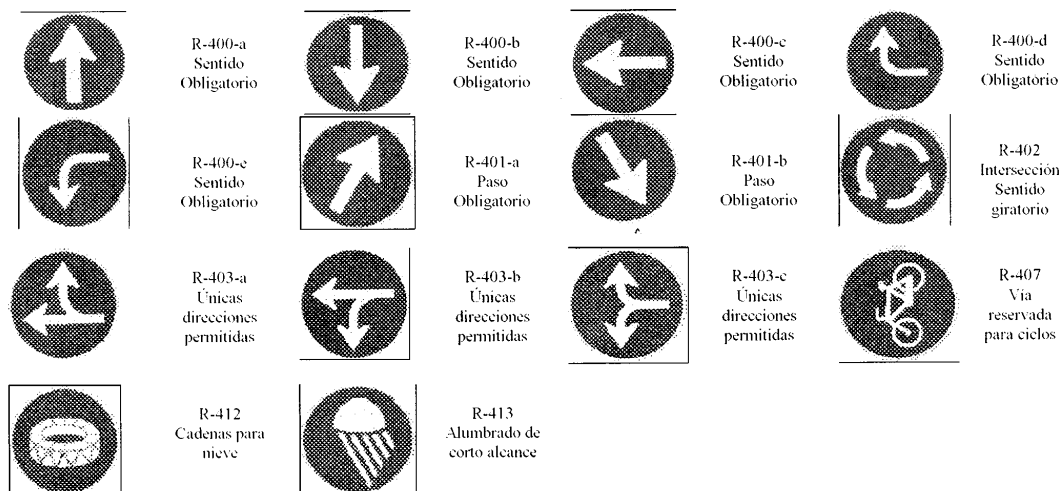 R-400-a
Sentido
Obligatorio
R-400-b
Sentido
Obligatorio
R-400-c
Sentido
Obligatorio
R-400-d
Sentido
Obligatorio
R-400-e
Sentido
Obligatorio
R-401-a
Paso
Obligatorio
R-401-b
Paso
Obligatorio
R-402
Intersección
Sentido
giratorio
R-403-a
Únicas
direcciones
permitidas
R-403-b
Únicas
direcciones
permitidas
R-403-c
Únicas
direcciones
permitidas
R-407
Vía
reservada
para ciclos
R-412
Cadenas para
nieve
R-413
Alumbrado de
corto alcance